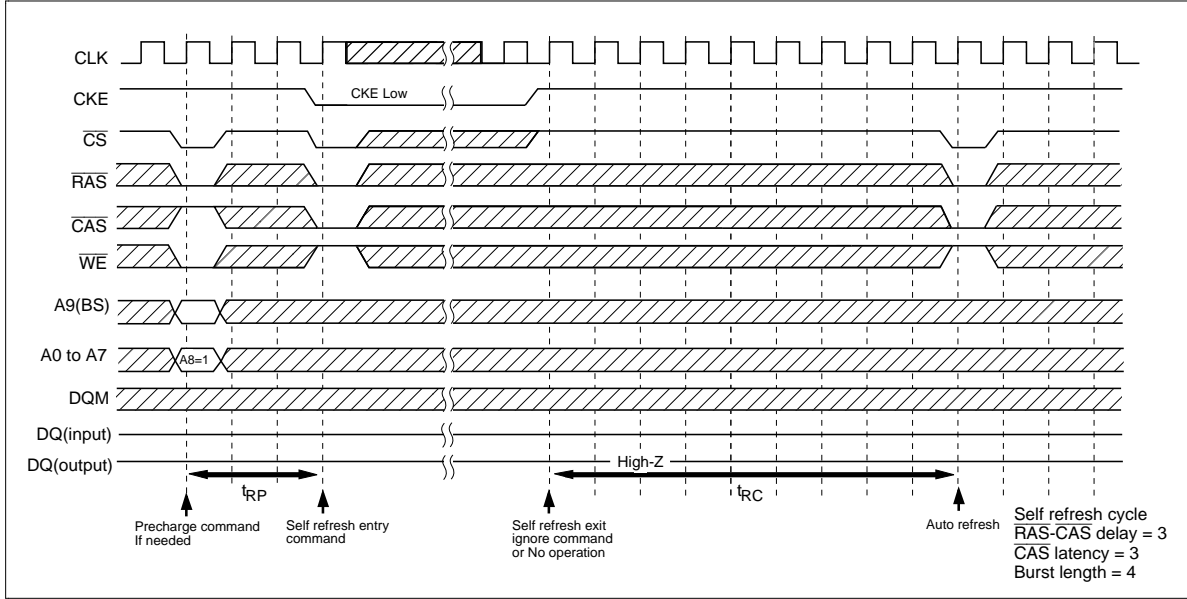 CLK
CKE
CKE Low
CS
RAS
CAS
WE
A9(BS)
A0 to A7
A8=1
DQM
DQ(input)
DQ(output)
High-Z
tRP
tRC
Precharge command
If needed
Self refresh entry
command
Self refresh exit
ignore command
or No operation
Auto refresh
Self refresh cycle
RAS-CAS delay = 3
CAS latency = 3
Burst length = 4